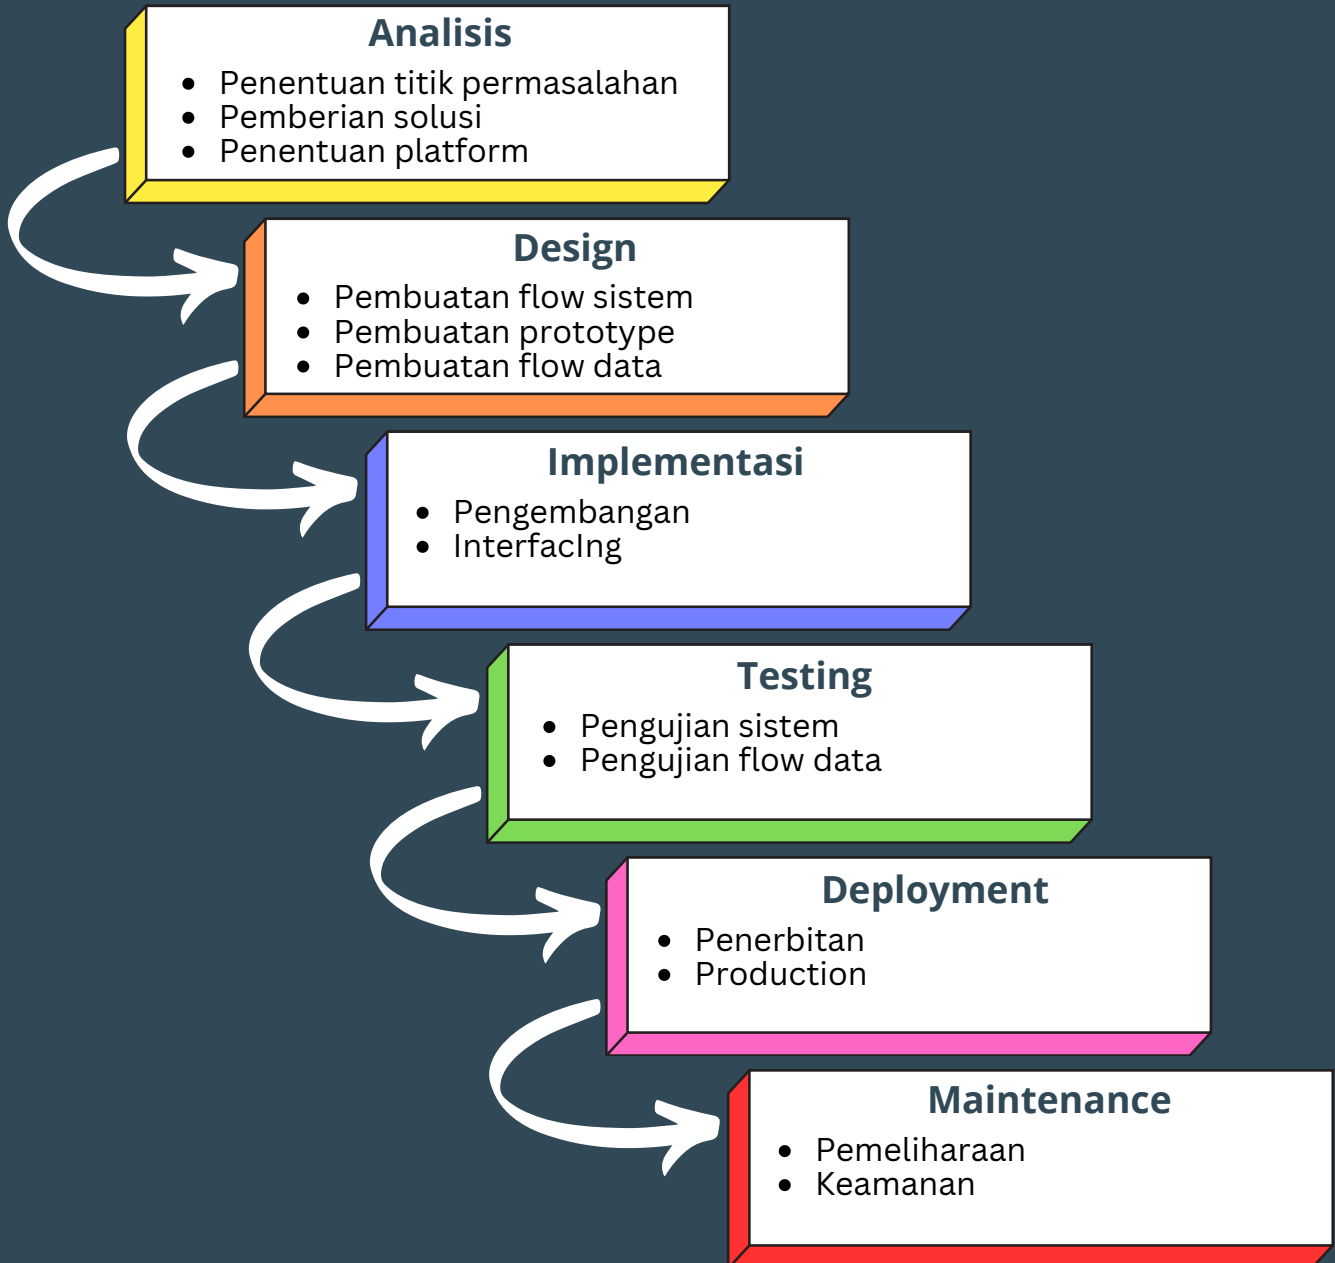 Analisis
• Penentuan titik permasalahan
• Pemberian solusi
• Penentuan platform
Design
• Pembuatan flow sistem
• Pembuatan prototype
• Pembuatan flow data
Implementasi
• Pengembangan
• InterfacIng
Testing
• Pengujian sistem
• Pengujian flow data
Deployment
• Penerbitan
• Production
Maintenance
• Pemeliharaan
• Keamanan